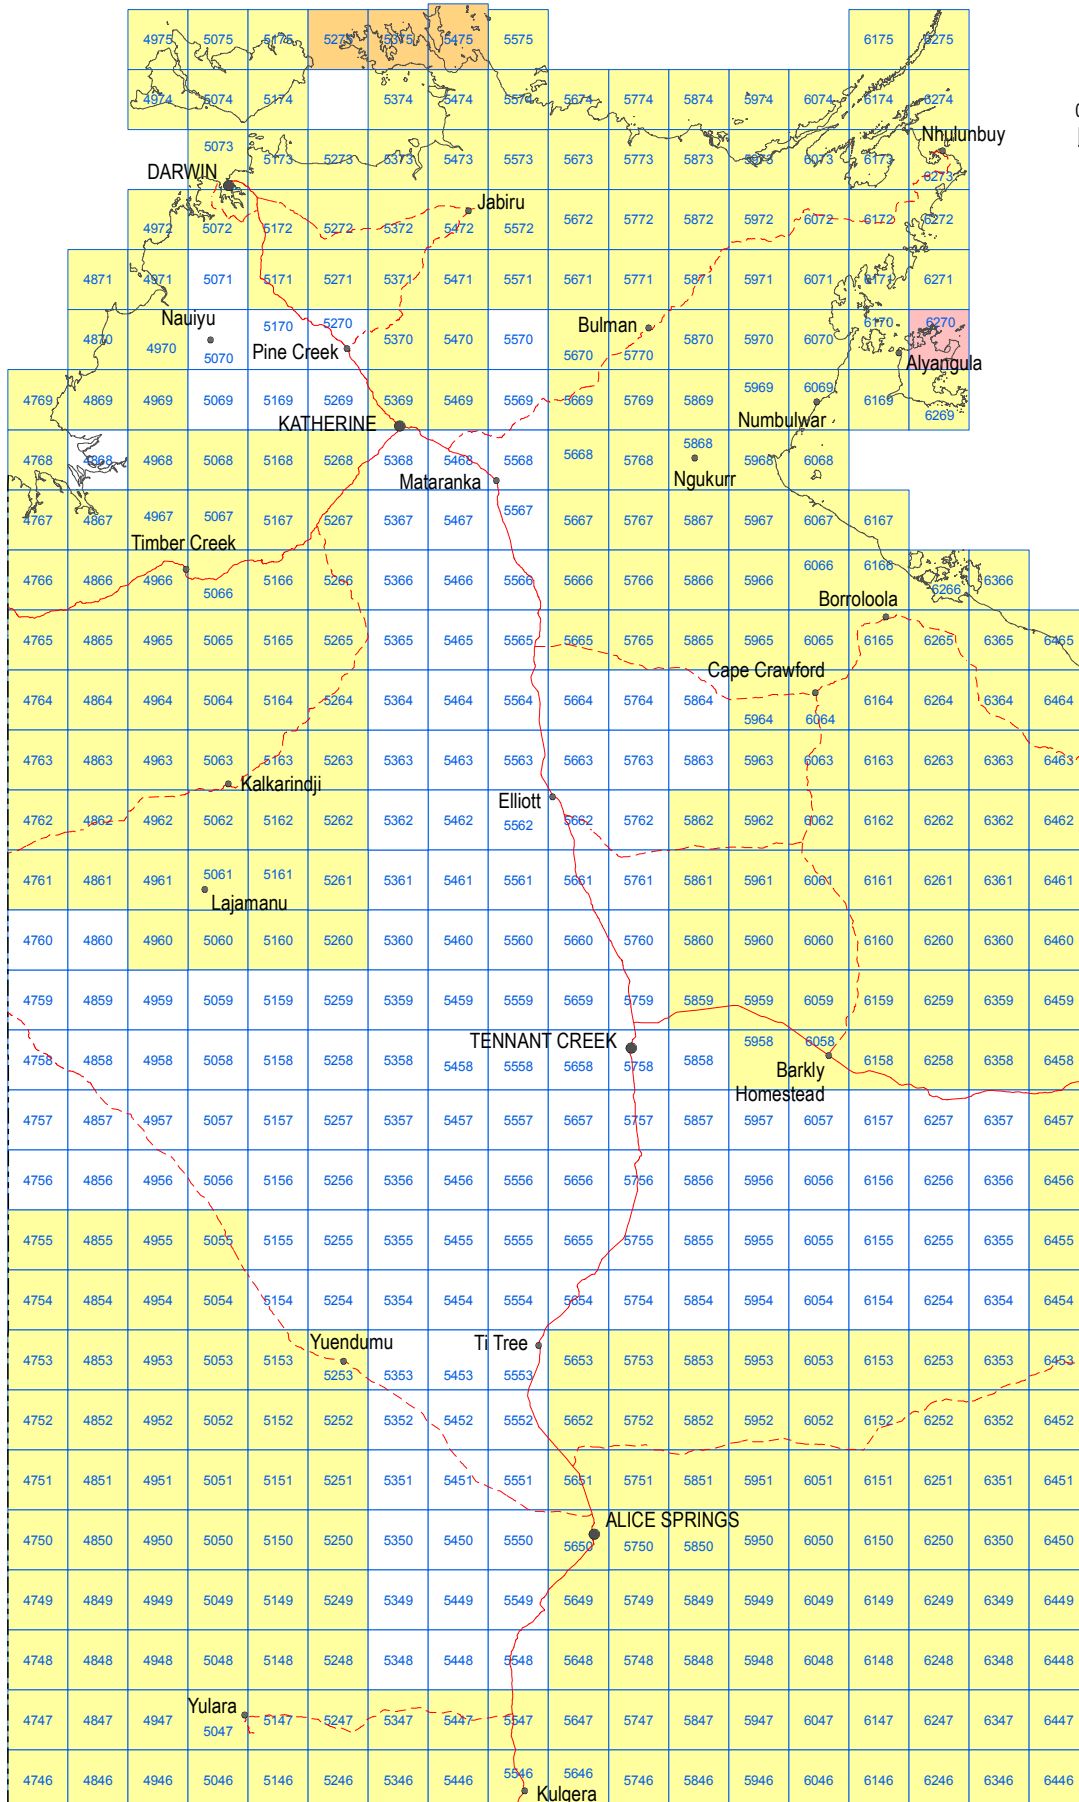 4975 5075 5175 5275 5375 5475 5575 6175 6275
4974 5074 5174 5374 5474 5574 5674 5774 5874 5974 6074 6174 6274
5073 5173 5273 5373 5473 5573 5673 5773 5873 5973 6073 6173 Nhulunbuy 6273
DARWIN
Jabiru
4972 5072 5172 5272 5372 5472 5572 5672 5772 5872 5972 6072 6172 6272
4871 4971 5071 5171 5271 5371 5471 5571 5671 5771 5871 5971 6071 6171 6271
Nauiyu
Pine Creek
Bulman
Alyangula
4870 4970 5070 5170 5270 5370 5470 5570 5670 5770 5870 5970 6070 6170 6270
4769 4869 4969 5069 5169 5269 5369 5469 5569 5669 5769 5869 5969 6069 6169 6269
KATHERINE
Numbulwar
4768 4868 4968 5068 5168 5268 5368 5468 5568 5668 5768 5868 5968 6068
Mataranka
Ngukurr
4767 4867 4967 5067 5167 5267 5367 5467 5567 5667 5767 5867 5967 6067 6167
Timber Creek
4766 4866 4966 5066 5166 5266 5366 5466 5566 5666 5766 5866 5966 6066 6166 6266 6366
Borroloola
4765 4865 4965 5065 5165 5265 5365 5465 5565 5665 5765 5865 5965 6065 6165 6265 6365 6465
Cape Crawford
4764 4864 4964 5064 5164 5264 5364 5464 5564 5664 5764 5864 5964 6064 6164 6264 6364 6464
4763 4863 4963 5063 5163 5263 5363 5463 5563 5663 5763 5863 5963 6063 6163 6263 6363 6463
Kalkarindji
Elliott
4762 4862 4962 5062 5162 5262 5362 5462 5562 5662 5762 5862 5962 6062 6162 6262 6362 6462
4761 4861 4961 5061 5161 5261 5361 5461 5561 5661 5761 5861 5961 6061 6161 6261 6361 6461
Lajamanu
4760 4860 4960 5060 5160 5260 5360 5460 5560 5660 5760 5860 5960 6060 6160 6260 6360 6460
4759 4859 4959 5059 5159 5259 5359 5459 5559 5659 5759 5859 5959 6059 6159 6259 6359 6459
TENNANT CREEK
4758 4858 4958 5058 5158 5258 5358 5458 5558 5658 5758 5858 5958 6058 6158 6258 6358 6458
Barkly
Homestead
4757 4857 4957 5057 5157 5257 5357 5457 5557 5657 5757 5857 5957 6057 6157 6257 6357 6457
4756 4856 4956 5056 5156 5256 5356 5456 5556 5656 5756 5856 5956 6056 6156 6256 6356 6456
4755 4855 4955 5055 5155 5255 5355 5455 5555 5655 5755 5855 5955 6055 6155 6255 6355 6455
4754 4854 4954 5054 5154 5254 5354 5454 5554 5654 5754 5854 5954 6054 6154 6254 6354 6454
Yuendumu
Ti Tree
4753 4853 4953 5053 5153 5253 5353 5453 5553 5653 5753 5853 5953 6053 6153 6253 6353 6453
4752 4852 4952 5052 5152 5252 5352 5452 5552 5652 5752 5852 5952 6052 6152 6252 6352 6452
4751 4851 4951 5051 5151 5251 5351 5451 5551 5651 5751 5851 5951 6051 6151 6251 6351 6451
ALICE SPRINGS
4750 4850 4950 5050 5150 5250 5350 5450 5550 5650 5750 5850 5950 6050 6150 6250 6350 6450
4749 4849 4949 5049 5149 5249 5349 5449 5549 5649 5749 5849 5949 6049 6149 6249 6349 6449
4748 4848 4948 5048 5148 5248 5348 5448 5548 5648 5748 5848 5948 6048 6148 6248 6348 6448
Yulara
4747 4847 4947 5047 5147 5247 5347 5447 5547 5647 5747 5847 5947 6047 6147 6247 6347 6447
4746 4846 4946 5046 5146 5246 5346 5446 5546 5646 5746 5846 5946 6046 6146 6246 6346 6446
Kulgera